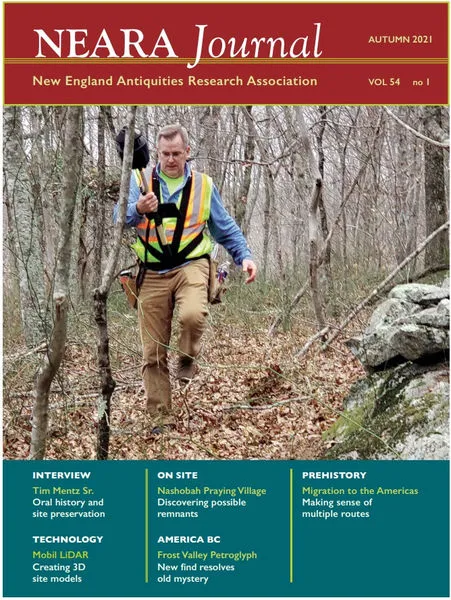 NEARA Journal
AUTUMN 2021
New England Antiquities Research Association
VOL 54 no 1
INTERVIEW
Tim Mentz Sr.
Oral history and
site preservation
TECHNOLOGY
Mobil LiDAR
Creating 3D
site models
ON SITE
Nashobah Praying Village
Discovering possible
remnants
AMERICA BC
Frost Valley Petroglyph
New find resolves
old mystery
PREHISTORY
Migration to the Americas
Making sense of
multiple routes